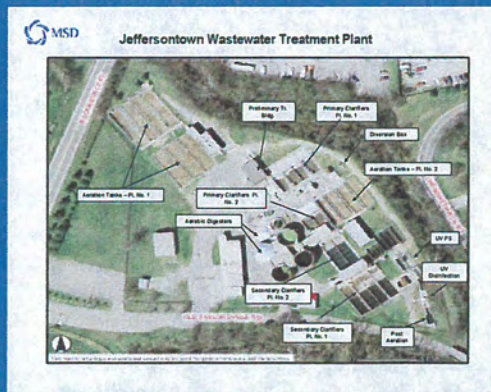 MSD
Jeffersontown Wastewater Treatment Plant
Preliminary Tr.
Bldg.
Primary Clarifiers
Pl. No. 1
Diversion Box
Aeration Tanks – Pl. No. 2
Aeration Tanks – Pl. No. 1
Primary Clarifiers Pl.
No. 2
Aerobic Digesters
UV PS
UV
Disinfection
Secondary Clarifiers
Pl. No. 2
Secondary Clarifiers
Pl. No. 1
Post
Aeration